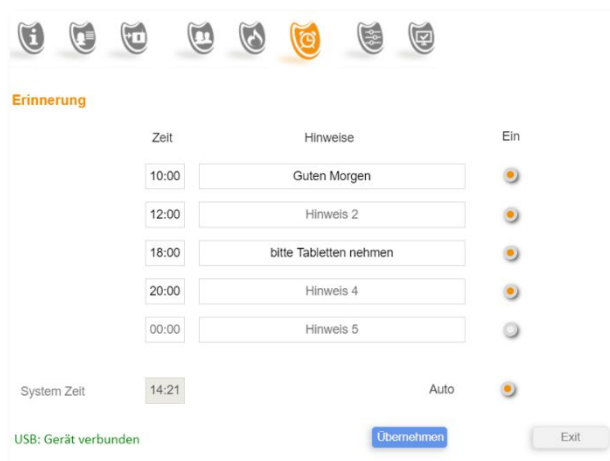 Erinnerung
Zeit Hinweise Ein
10:00 Guten Morgen
12:00 Hinweis 2
18:00 bitte Tabletten nehmen
20:00 Hinweis 4
00:00 Hinweis 5
System Zeit 14:21 Auto
USB: Gerät verbunden Übernehmen Exit